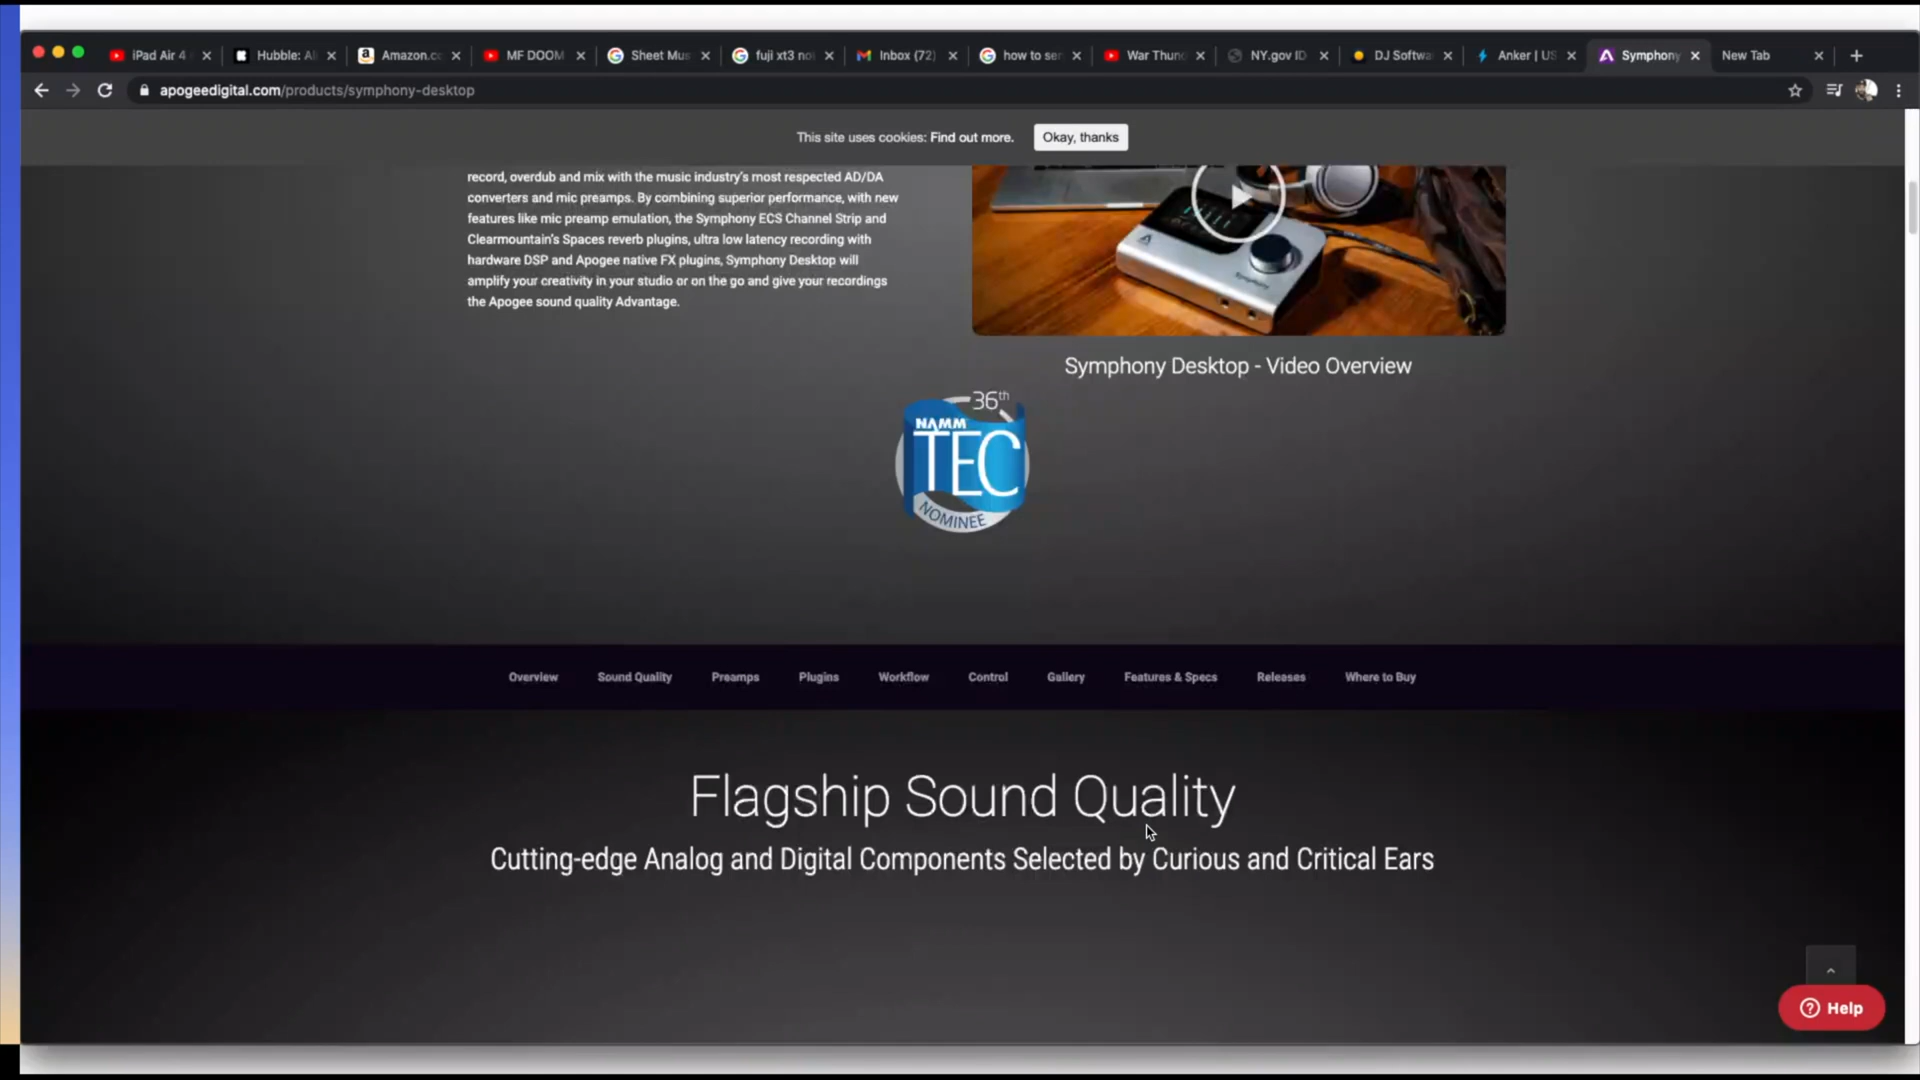 iPad Air 4
Hubble: Al
Amazon.co
MF DOOM
Sheet Mus
fuji xt3 no
Inbox (72)
how to ser
War Thun
NY.gov ID
DJ Softwa
Anker | US
Symphony
New Tab
apogeedigital.com/products/symphony-desktop
This site uses cookies: Find out more.
Okay, thanks
record, overdub and mix with the music industry's most respected AD/DA
converters and mic preamps. By combining superior performance, with new
features like mic preamp emulation, the Symphony ECS Channel Strip and
Clearmountain's Spaces reverb plugins, ultra low latency recording with
hardware DSP and Apogee native FX plugins, Symphony Desktop will
amplify your creativity in your studio or on the go and give your recordings
the Apogee sound quality Advantage.
Symphony
Symphony Desktop - Video Overview
36th
NAMM
TEC
NOMINEE
Overview
Sound Quality
Preamps
Plugins
Workflow
Control
Gallery
Features & Specs
Releases
Where to Buy
Flagship Sound Quality
Cutting-edge Analog and Digital Components Selected by Curious and Critical Ears
Help